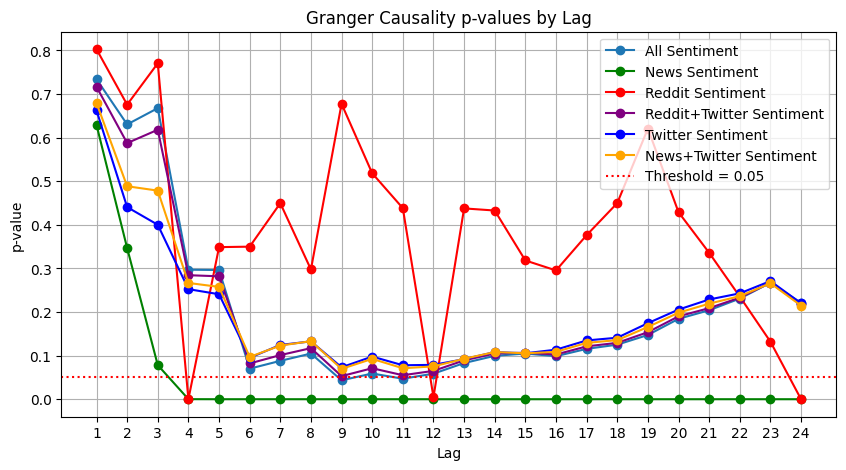 Granger Causality p-values by Lag
p-value
0.8
0.7
0.6
0.5
0.4
0.3
0.2
0.1
0.0
All Sentiment
News Sentiment
Reddit Sentiment
Reddit+Twitter Sentiment
Twitter Sentiment
News+Twitter Sentiment
Threshold = 0.05
1 2 3 4 5 6 7 8 9 10 11 12 13 14 15 16 17 18 19 20 21 22 23 24
Lag